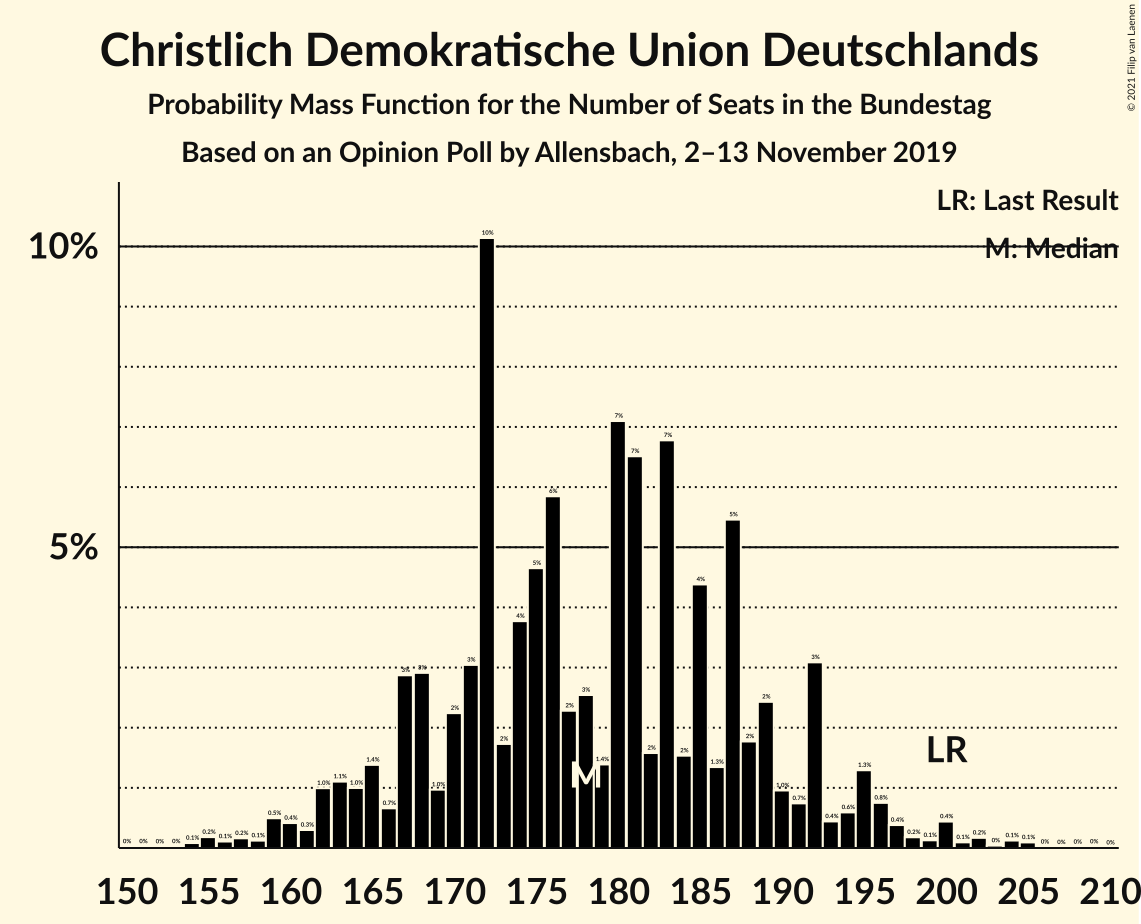 Christlich Demokratische Union Deutschlands
Probability Mass Function for the Number of Seats in the Bundestag
Based on an Opinion Poll by Allensbach, 2–13 November 2019
© 2021 Filip van Laenen
LR: Last Result
M: Median
10%
5%
0% 0% 0% 0% 0.1% 0.2% 0.1% 0.2% 0.1% 0.5% 0.4% 0.3% 1.0% 1.1% 1.0% 1.4% 0.7% 3% 3% 1.0% 2% 3% 10% 2% 4% 5% 6% 2% 3% 1.4% 7% 7% 2% 7% 2% 4% 1.3% 5% 2% 2% 1.0% 0.7% 3% 0.4% 0.6% 1.3% 0.8% 0.4% 0.2% 0.1% 0.4% 0.1% 0.2% 0% 0.1% 0.1% 0% 0% 0% 0% 0%
M
LR
150 155 160 165 170 175 180 185 190 195 200 205 210